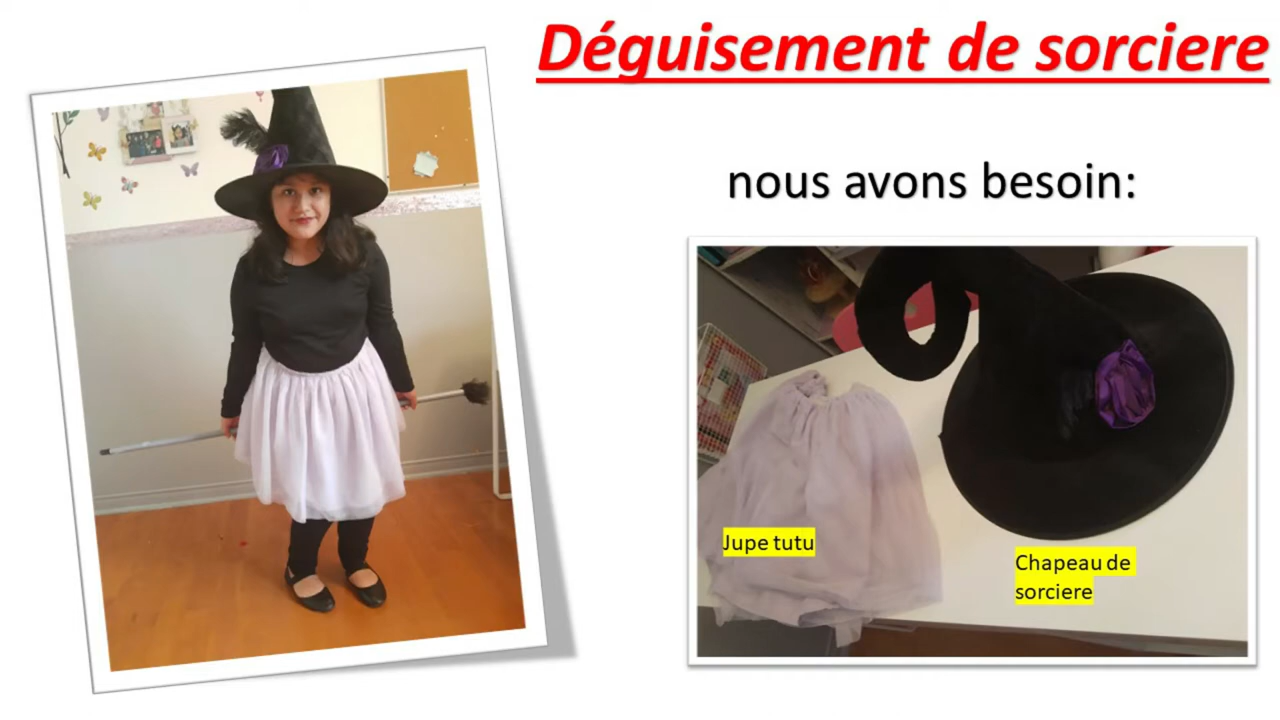 Déguisement de sorciere
nous avons besoin:
Jupe tutu
Chapeau de
sorciere